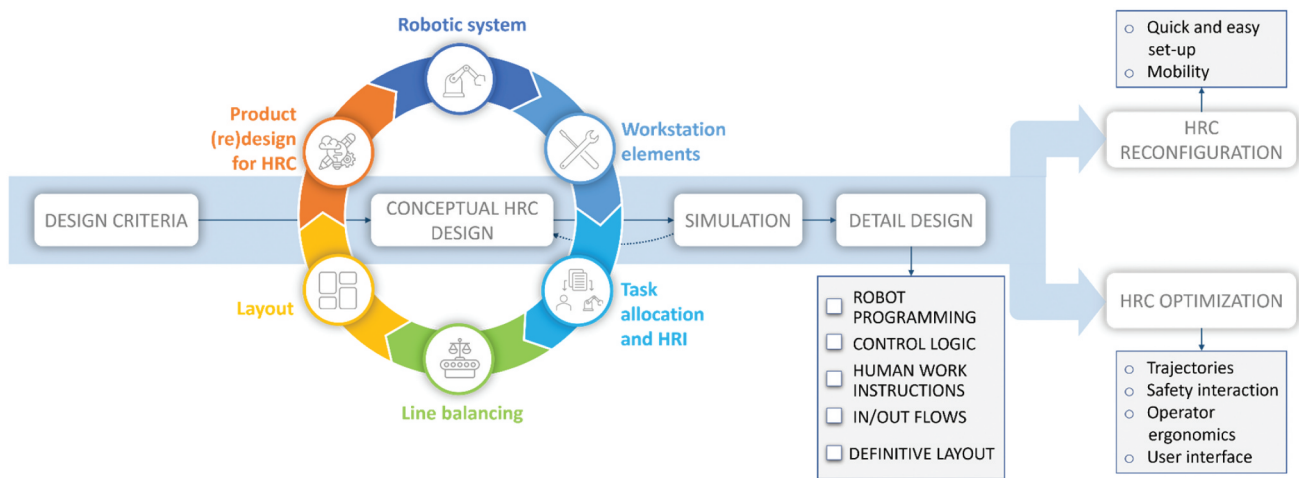 Robotic system
Product
(re)design
for HRC
Workstation
elements
DESIGN CRITERIA
CONCEPTUAL HRC
DESIGN
SIMULATION
DETAIL DESIGN
Layout
Task
allocation
and HRI
Line balancing
ROBOT
PROGRAMMING
CONTROL LOGIC
HUMAN WORK
INSTRUCTIONS
IN/OUT FLOWS
DEFINITIVE LAYOUT
Quick and easy
set-up
Mobility
HRC
RECONFIGURATION
HRC OPTIMIZATION
Trajectories
Safety interaction
Operator
ergonomics
User interface